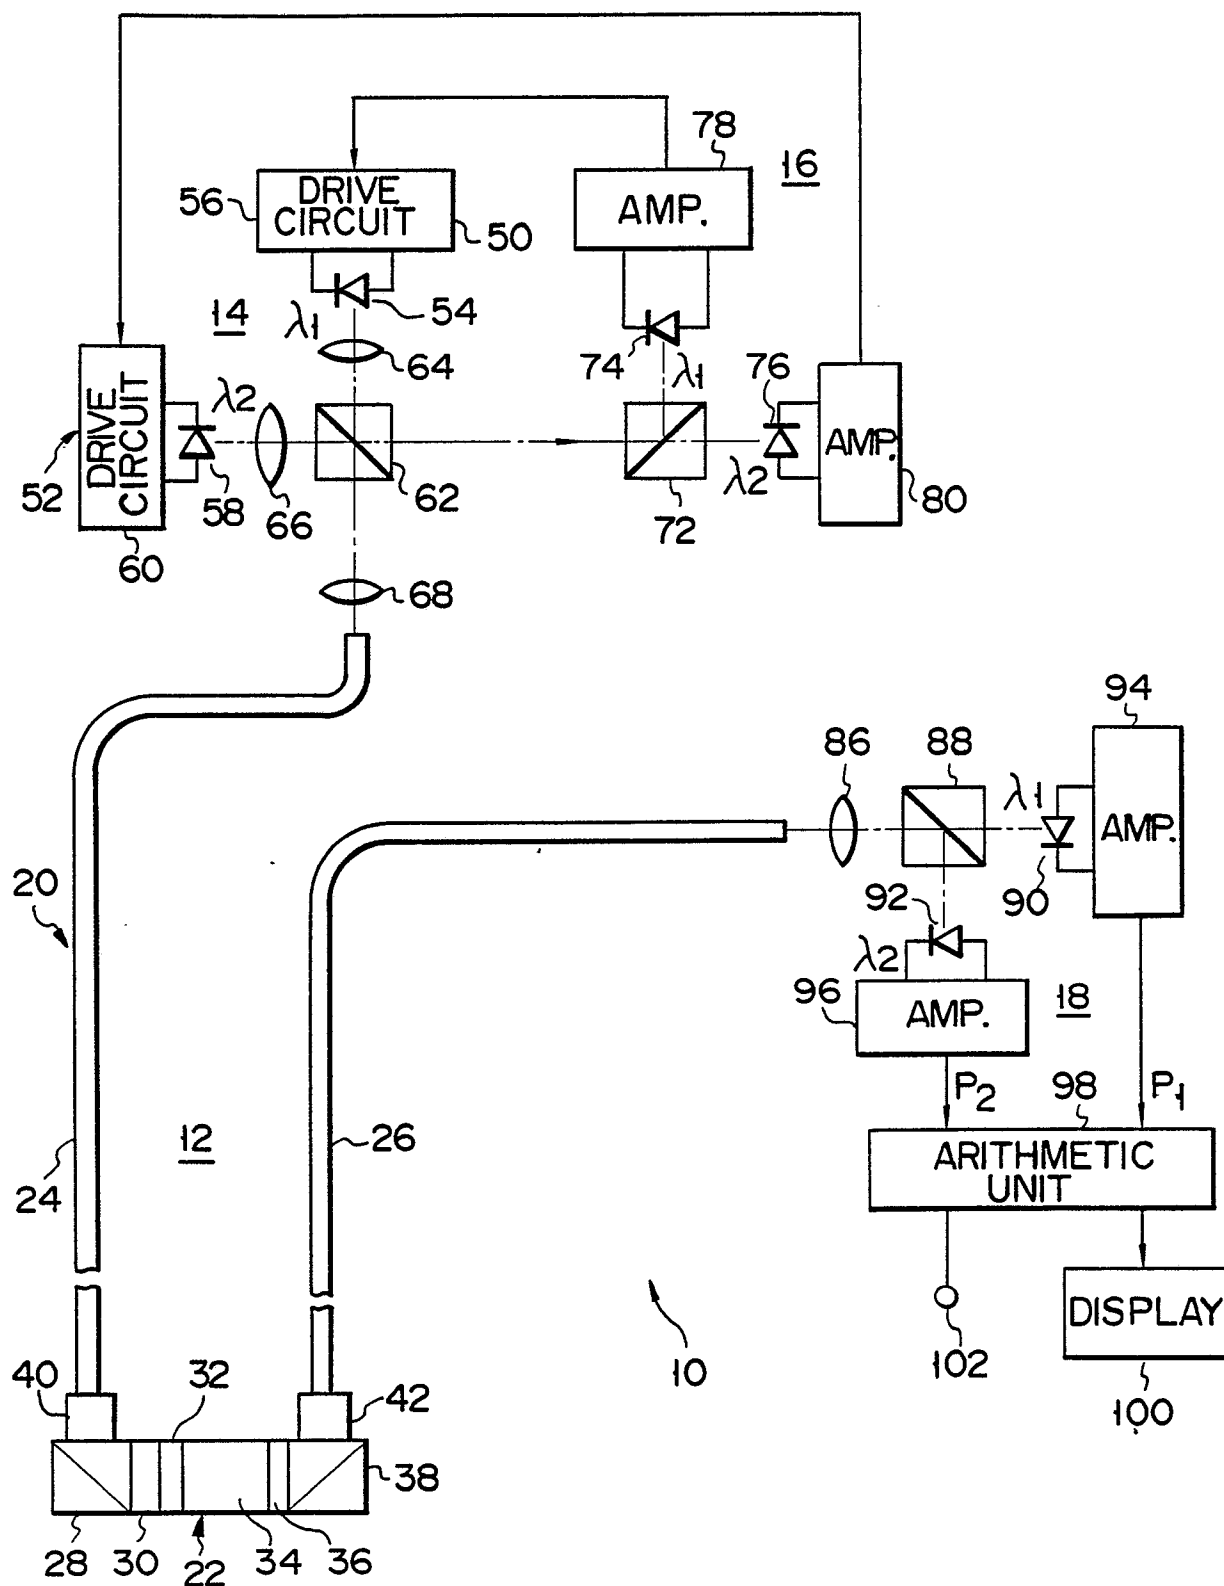 78
16
DRIVE
CIRCUIT
56
50
AMP.
14
λ1
54
74
λ1
76
64
λ2
DRIVE
CIRCUIT
52
58
66
62
72
λ2
AMP.
80
60
68
94
86
88
λ1
AMP.
20
92
90
λ2
96
AMP.
18
P2
98
P1
24
12
26
ARITHMETIC
UNIT
DISPLAY
102
10
100
40
32
42
38
28
30
22
34
36